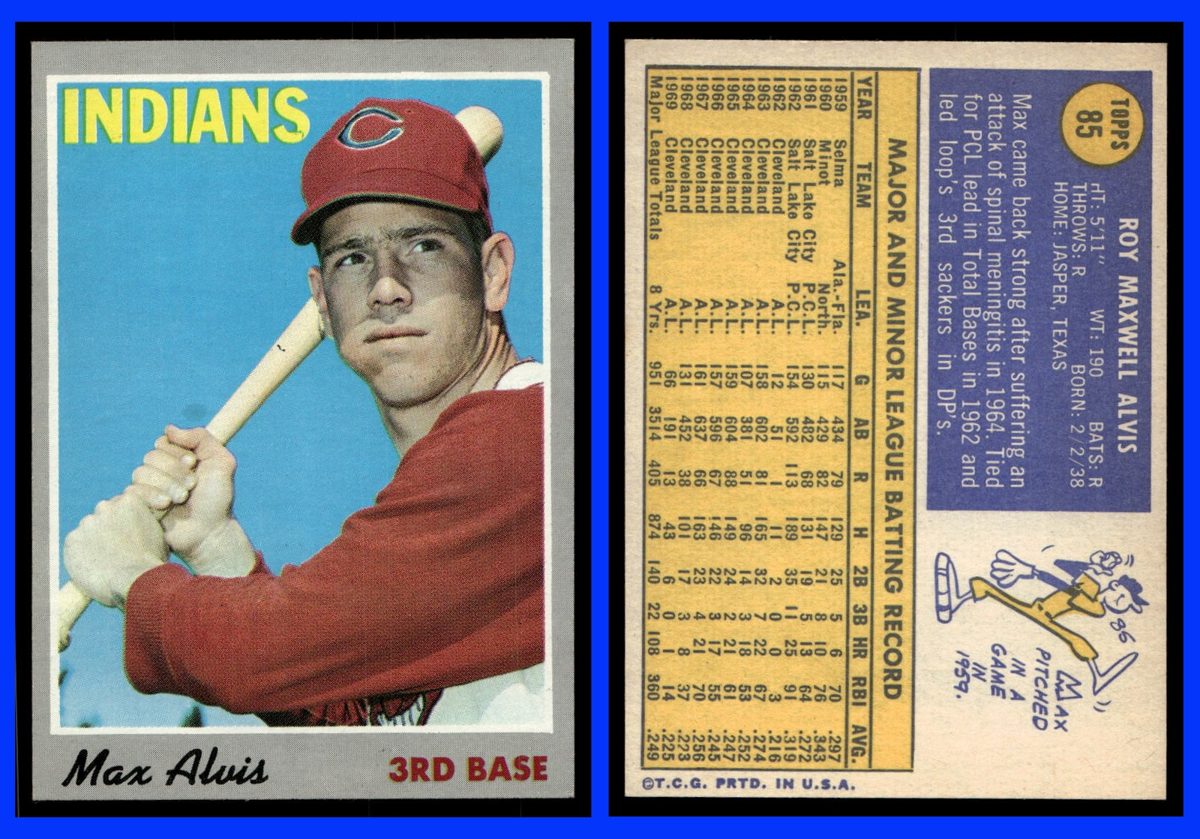 INDIANS
C
Max Alvis
3RD BASE
TOPPS
85
ROY MAXWELL ALVIS
HT: 5'11" WT: 190 BATS: R
THROWS: R BORN: 2/2/38
HOME: JASPER, TEXAS
Max came back strong after suffering an
attack of spinal meningitis in 1964. Tied
for PCL lead in Total Bases in 1962 and
led loop's 3rd sackers in DP's.
MAX
PITCHED
IN A
GAME
IN
1959.
MAJOR AND MINOR LEAGUE BATTING RECORD
YEAR TEAM LEA. G AB R H 2B 3B HR RBI AVG.
1959 Selma Ala.-Fla. 117 434 79 129 25 5 6 70 .297
1960 Minot North. 115 429 82 147 21 8 10 76 .343
1961 Salt Lake City P.C.L. 130 482 68 131 19 5 13 64 .272
1962 Salt Lake City P.C.L. 154 592 113 189 35 11 25 91 .319
1962 Cleveland A.L. 12 51 1 11 2 0 0 3 .216
1963 Cleveland A.L. 158 602 81 165 32 7 22 67 .274
1964 Cleveland A.L. 107 381 51 96 14 3 18 53 .252
1965 Cleveland A.L. 159 604 88 149 24 2 21 61 .247
1966 Cleveland A.L. 157 596 67 146 22 3 17 55 .245
1967 Cleveland A.L. 161 637 66 163 23 4 21 70 .256
1968 Cleveland A.L. 131 452 38 101 17 3 8 37 .223
1969 Cleveland A.L. 66 191 13 43 6 0 1 14 .225
Major League Totals 8 Yrs. 951 3514 405 874 140 22 108 360 .249
©T.C.G. PRTD. IN U.S.A.